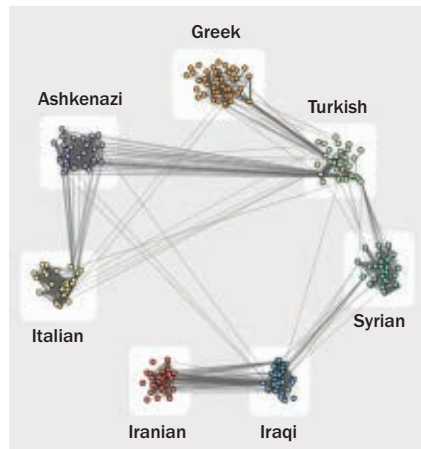 Greek
Ashkenazi
Turkish
Syrian
Italian
Iranian
Iraqi